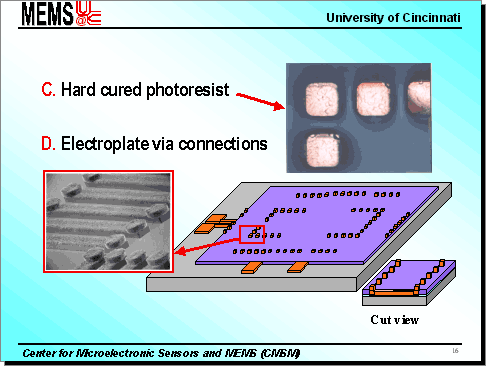 MEMS UC@
University of Cincinnati
C. Hard cured photoresist
D. Electroplate via connections
Cut view
Center for Microelectronic Sensors and MEMS (CMSM)
16